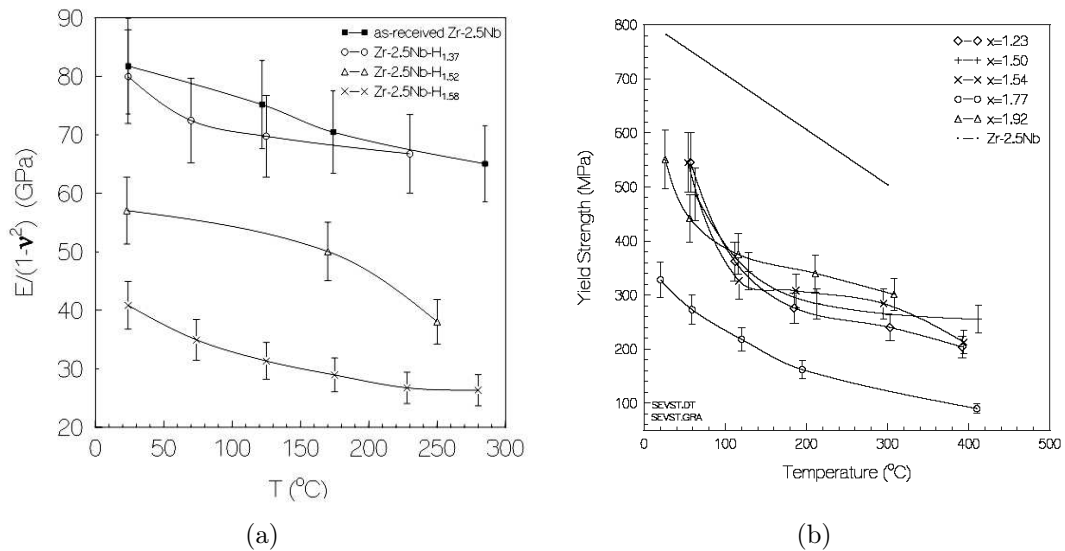 90
80
70
60
50
40
30
20
0 50 100 150 200 250 300
E/(1-ν²) (GPa)
T (°C)
as-received Zr-2.5Nb
Zr-2.5Nb-H1.37
Zr-2.5Nb-H1.52
Zr-2.5Nb-H1.58
(a)
800
700
600
500
400
300
200
100
0 100 200 300 400 500
Yield Strength (MPa)
Temperature (°C)
x=1.23
x=1.50
x=1.54
x=1.77
x=1.92
Zr-2.5Nb
SEVST.DT
SEVST.GRA
(b)